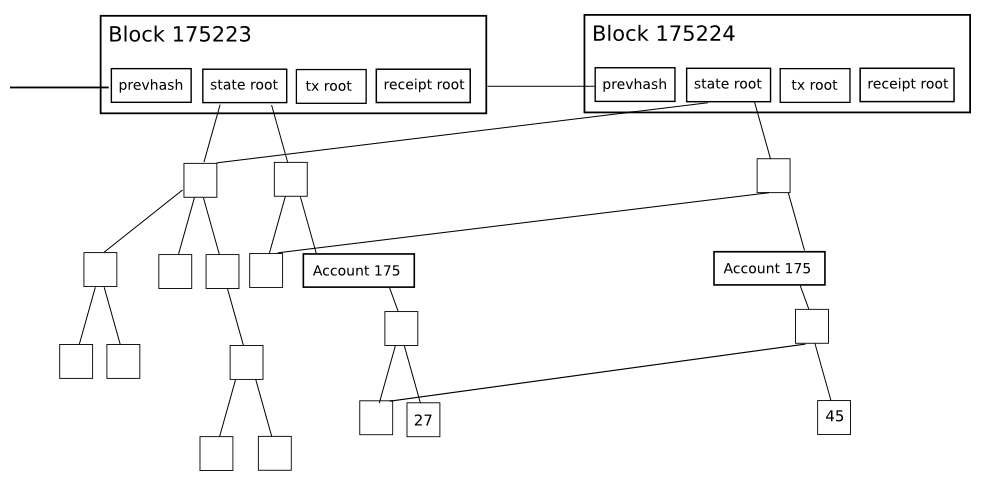 Block 175223
prevhash
state root
tx root
receipt root
Block 175224
prevhash
state root
tx root
receipt root
Account 175
Account 175
27
45